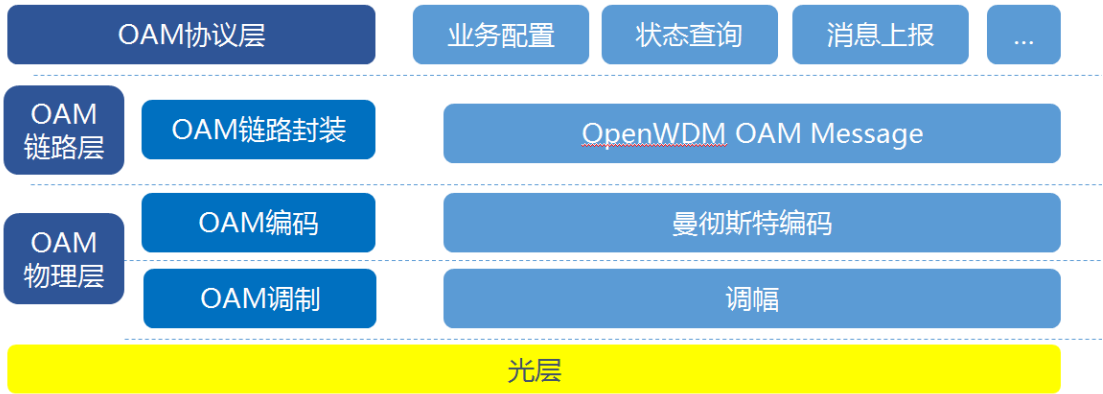 OAM协议层
业务配置
状态查询
消息上报
...
OAM
链路层
OAM链路封装
OpenWDM OAM Message
OAM
物理层
OAM编码
曼彻斯特编码
OAM调制
调幅
光层